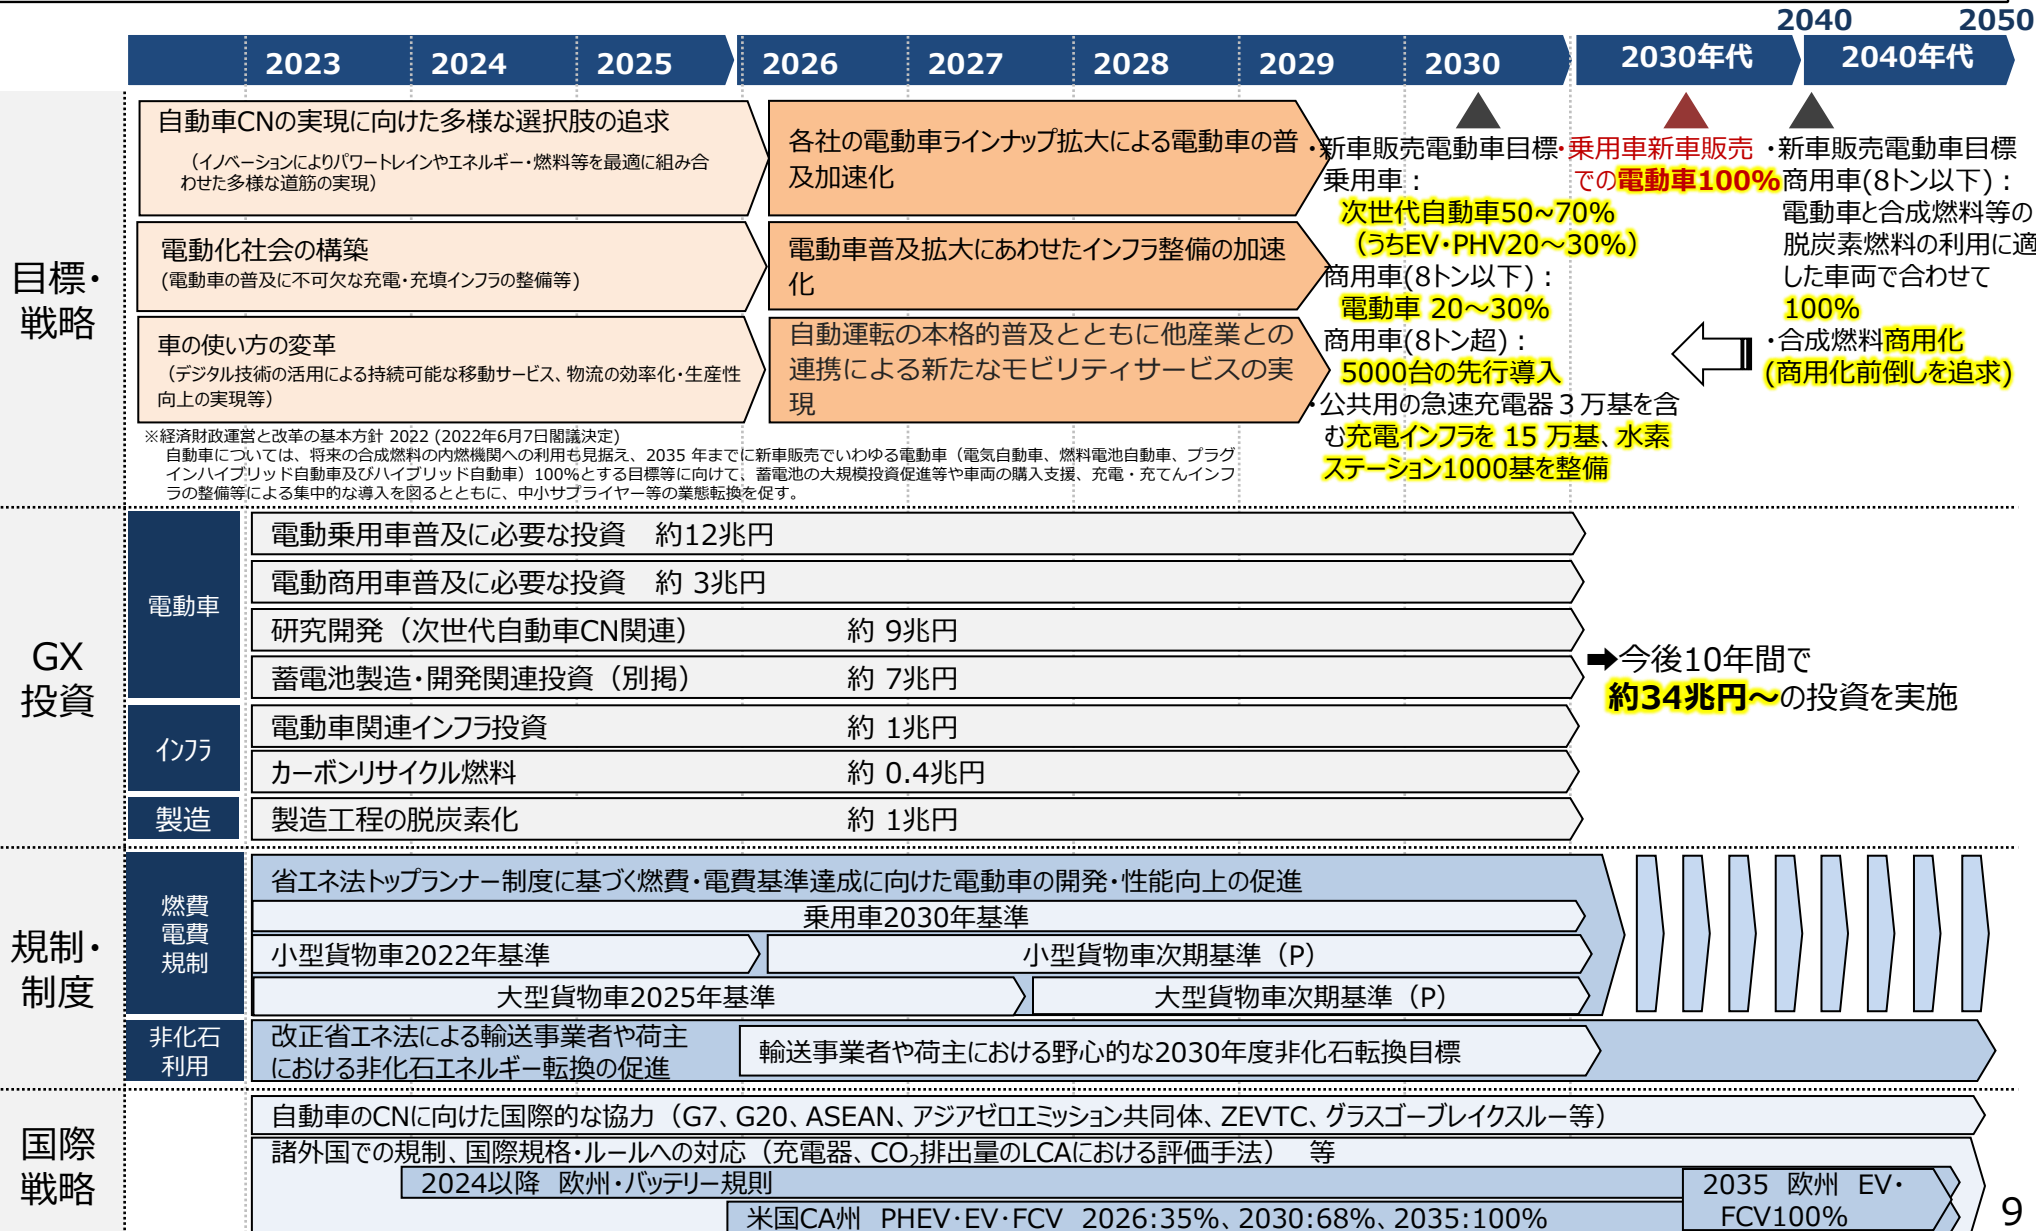 2040 2050
2023 2024 2025 2026 2027 2028 2029 2030 2030年代 2040年代
目標・
戦略
自動車CNの実現に向けた多様な選択肢の追求
（イノベーションによりパワートレインやエネルギー・燃料等を最適に組み合
わせた多様な道筋の実現）
電動化社会の構築
(電動車の普及に不可欠な充電・充填インフラの整備等)
車の使い方の変革
（デジタル技術の活用による持続可能な移動サービス、物流の効率化・生産性
向上の実現等）
各社の電動車ラインナップ拡大による電動車の普
及加速化
電動車普及拡大にあわせたインフラ整備の加速
化
自動運転の本格的普及とともに他産業との
連携による新たなモビリティサービスの実
現
・新車販売電動車目標
乗用車：
次世代自動車50~70%
（うちEV・PHV20～30%）
商用車(8トン以下)：
電動車 20～30%
商用車(8トン超)：
5000台の先行導入
・公共用の急速充電器３万基を含
む充電インフラを 15 万基、水素
ステーション1000基を整備
・乗用車新車販売
での電動車100%
・新車販売電動車目標
商用車(8トン以下)：
電動車と合成燃料等の
脱炭素燃料の利用に適
した車両で合わせて
100%
・合成燃料商用化
(商用化前倒しを追求)
※経済財政運営と改革の基本方針 2022 (2022年6月7日閣議決定)
自動車については、将来の合成燃料の内燃機関への利用も見据え、2035 年までに新車販売でいわゆる電動車（電気自動車、燃料電池自動車、プラグ
インハイブリッド自動車及びハイブリッド自動車）100%とする目標等に向けて、蓄電池の大規模投資促進等や車両の購入支援、充電・充てんインフ
ラの整備等による集中的な導入を図るとともに、中小サプライヤー等の業態転換を促す。
GX
投資
電動車
電動乗用車普及に必要な投資 約12兆円
電動商用車普及に必要な投資 約 3兆円
研究開発（次世代自動車CN関連） 約 9兆円
蓄電池製造・開発関連投資（別掲） 約 7兆円
インフラ
電動車関連インフラ投資 約 1兆円
カーボンリサイクル燃料 約 0.4兆円
製造
製造工程の脱炭素化 約 1兆円
➡今後10年間で
約34兆円～の投資を実施
規制・
制度
燃費
電費
規制
省エネ法トップランナー制度に基づく燃費・電費基準達成に向けた電動車の開発・性能向上の促進
乗用車2030年基準
小型貨物車2022年基準 小型貨物車次期基準（P）
大型貨物車2025年基準 大型貨物車次期基準（P）
非化石
利用
改正省エネ法による輸送事業者や荷主
における非化石エネルギー転換の促進
輸送事業者や荷主における野心的な2030年度非化石転換目標
国際
戦略
自動車のCNに向けた国際的な協力（G7、G20、ASEAN、アジアゼロエミッション共同体、ZEVTC、グラスゴーブレイクスルー等）
諸外国での規制、国際規格・ルールへの対応（充電器、CO₂排出量のLCAにおける評価手法） 等
2024以降 欧州・バッテリー規則
2035 欧州 EV・
FCV100%
米国CA州 PHEV・EV・FCV 2026:35%、2030:68%、2035:100%
9